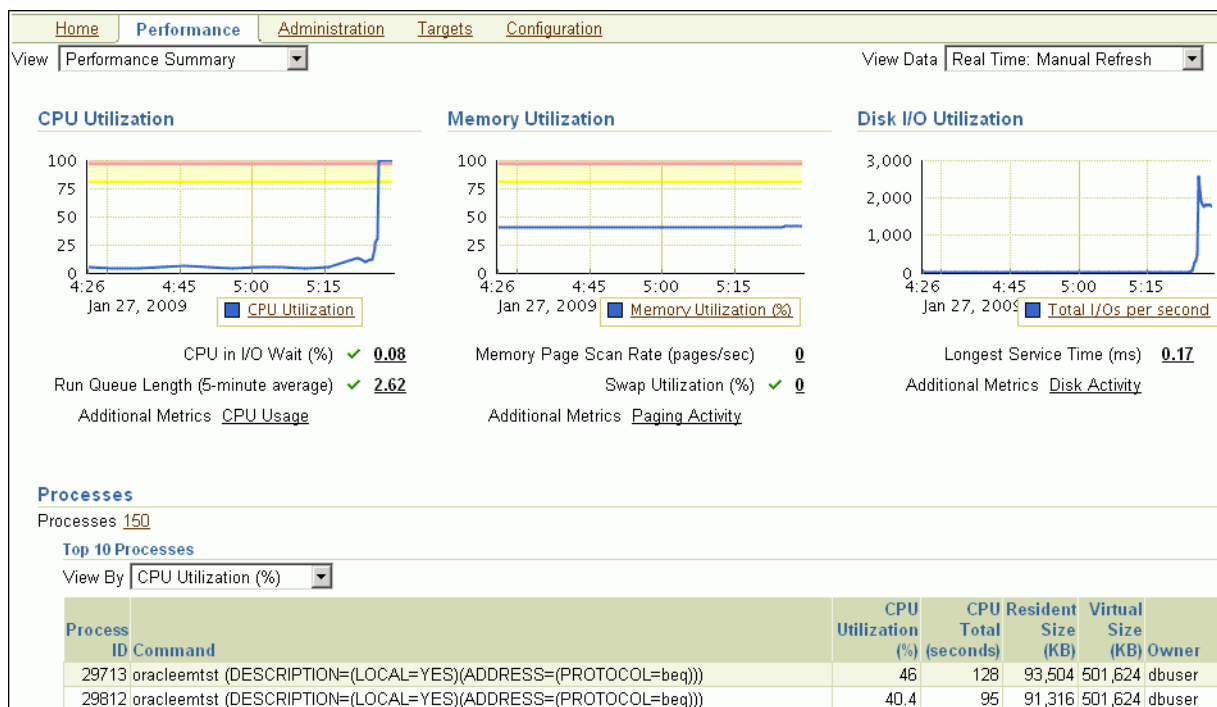 Home Performance Administration Targets Configuration
View Performance Summary View Data Real Time: Manual Refresh
CPU Utilization Memory Utilization Disk I/O Utilization
100 100 3,000
75 75 2,000
50 50 1,000
25 25
0 0 0
4:26 4:45 5:00 5:15 4:26 4:45 5:00 5:15 4:26 4:45 5:00 5:15
Jan 27, 2009 CPU Utilization Jan 27, 2009 Memory Utilization (%) Jan 27, 2009 Total I/Os per second
CPU in I/O Wait (%) 0.08 Memory Page Scan Rate (pages/sec) 0 Longest Service Time (ms) 0.17
Run Queue Length (5-minute average) 2.62 Swap Utilization (%) 0 Additional Metrics Disk Activity
Additional Metrics CPU Usage Additional Metrics Paging Activity
Processes
Processes 150
Top 10 Processes
View By CPU Utilization (%)
Process ID Command CPU Utilization (%) CPU Total (seconds) Resident Size (KB) Virtual Size (KB) Owner
29713 oracleemtst (DESCRIPTION=(LOCAL=YES)(ADDRESS=(PROTOCOL=beq))) 46 128 93,504 501,624 dbuser
29812 oracleemtst (DESCRIPTION=(LOCAL=YES)(ADDRESS=(PROTOCOL=beq))) 40.4 95 91,316 501,624 dbuser